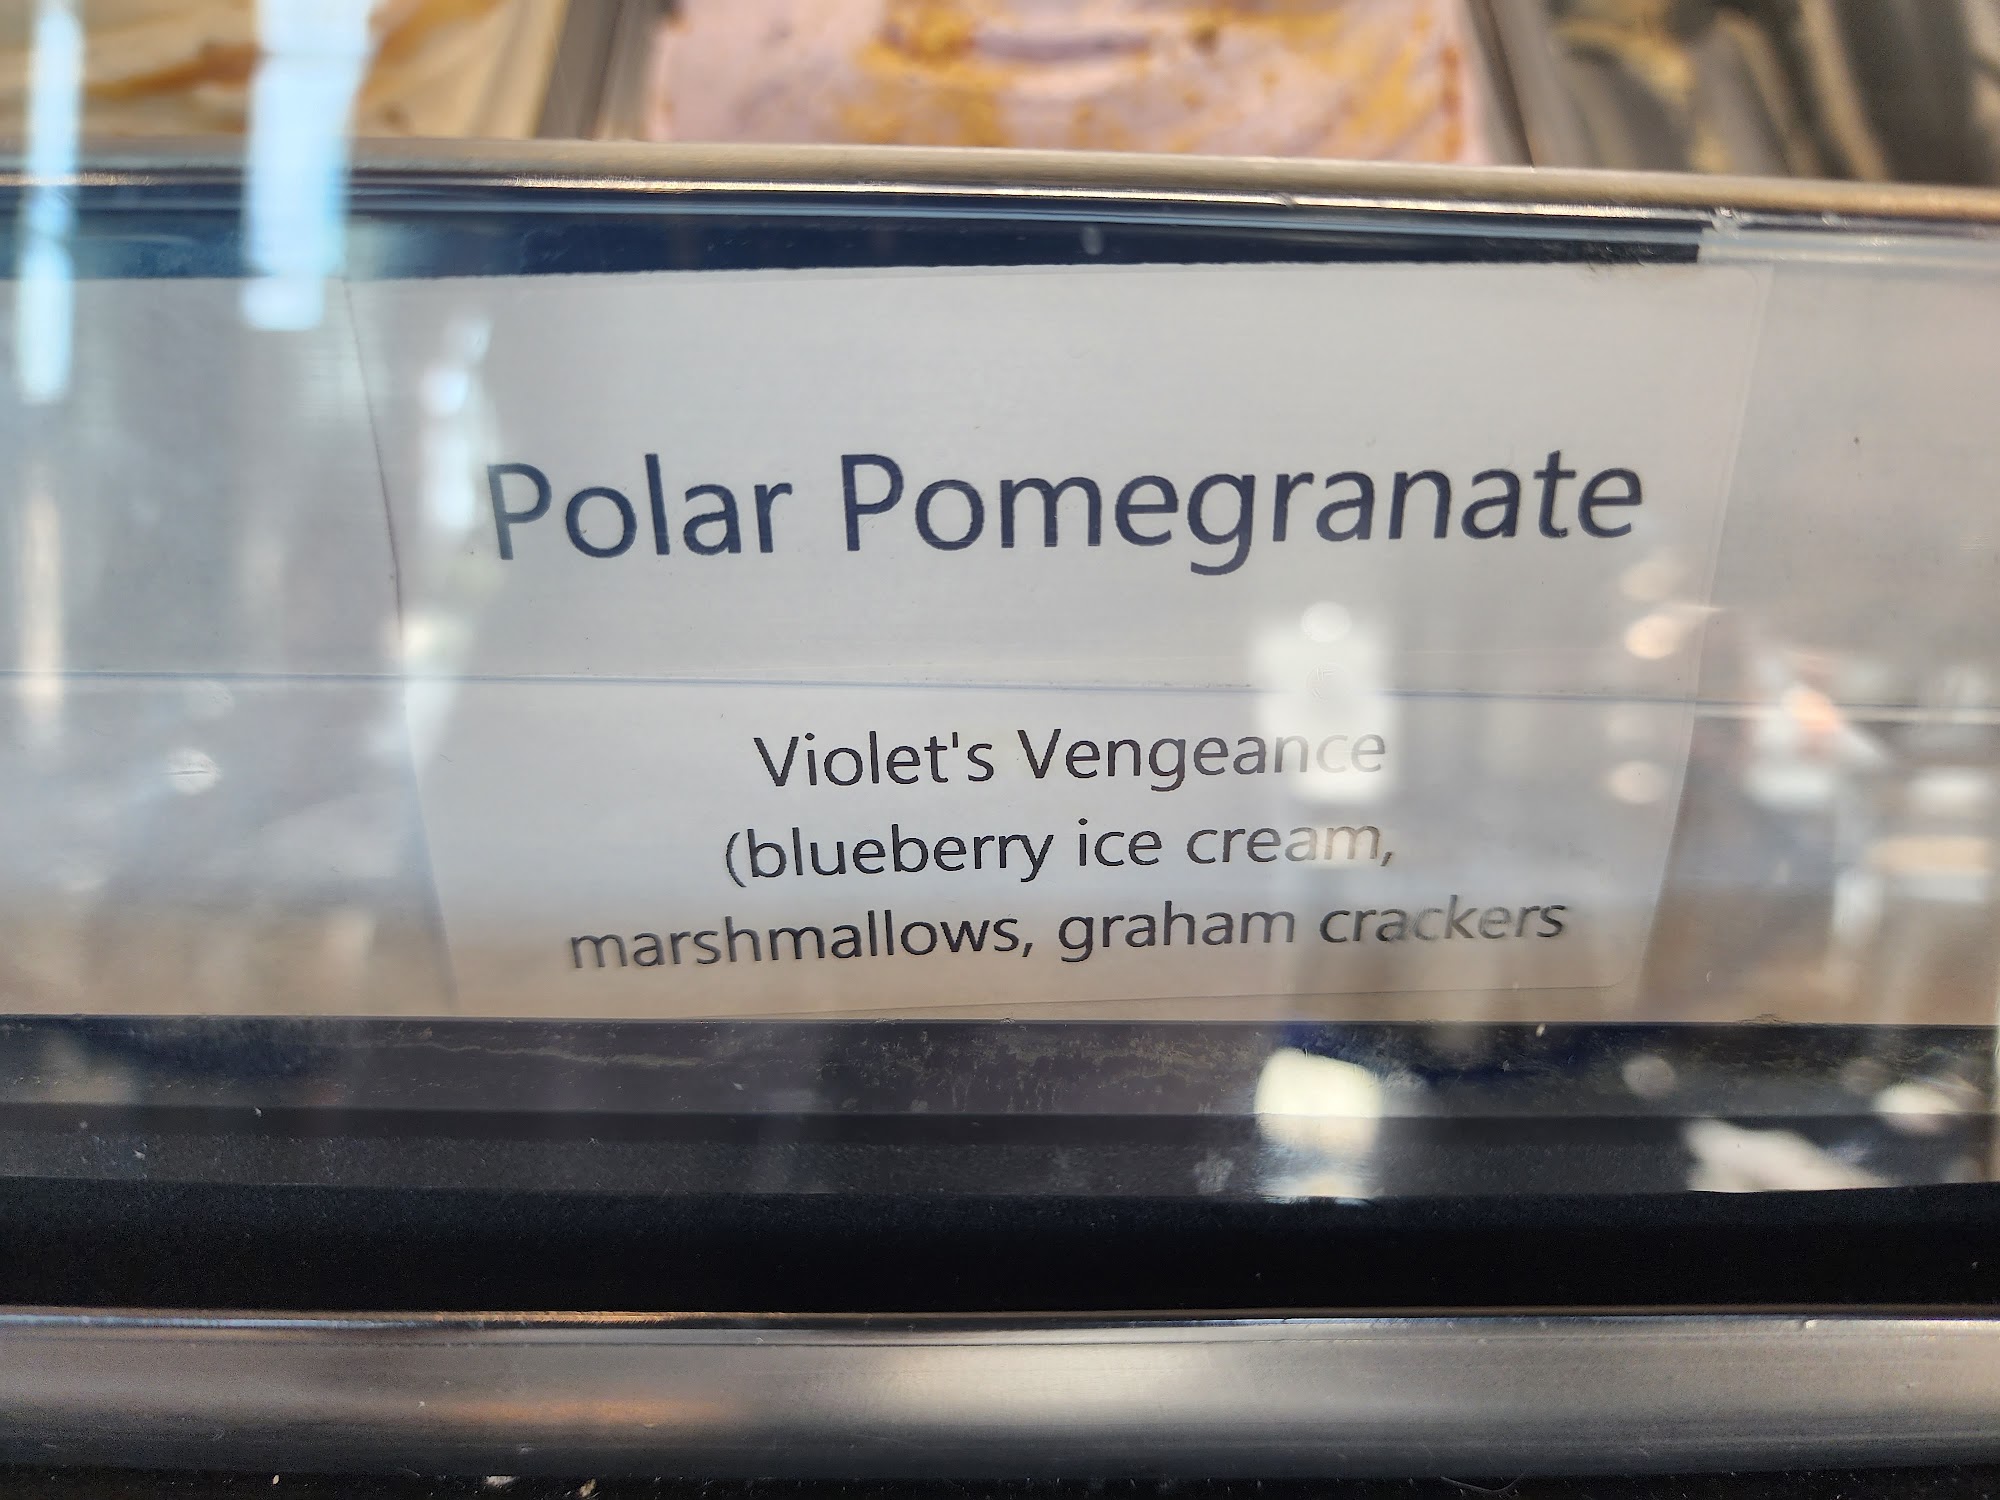 Polar Pomegranate
Violet's Vengeance
(blueberry ice cream,
marshmallows, graham crackers